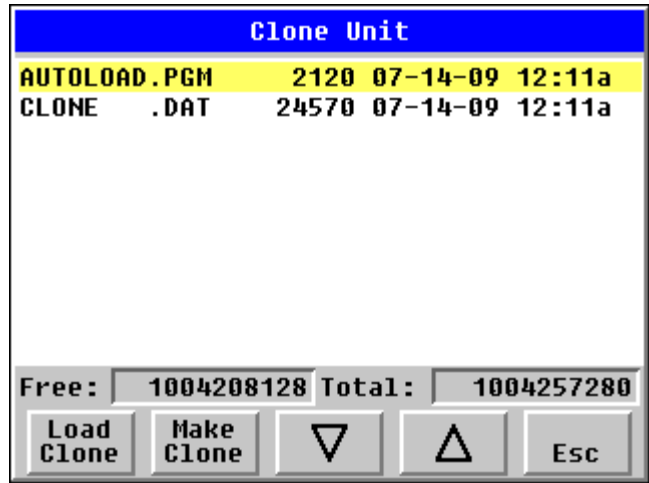 Clone Unit
AUTOLOAD.PGM 2120 07-14-09 12:11a
CLONE .DAT 24570 07-14-09 12:11a
Free: 1004208128 Total: 1004257280
Load Make
Clone Clone Esc